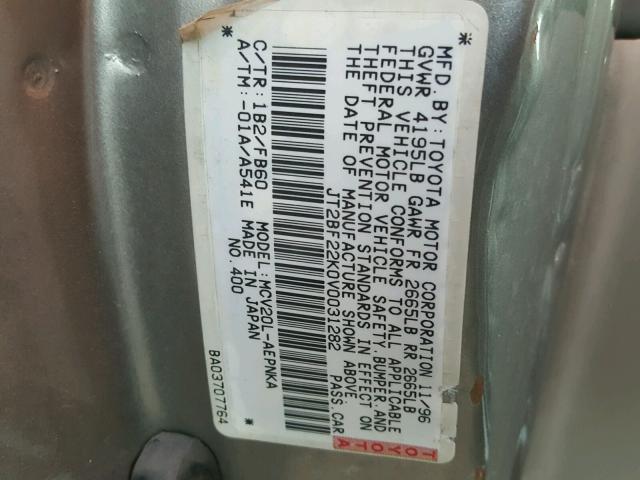 MFD. BY: TOYOTA MOTOR CORPORATION 11/96
GVWR 4195LB GAWR FR 2665LB RR 2665LB
THIS VEHICLE CONFORMS TO ALL APPLICABLE
FEDERAL MOTOR VEHICLE SAFETY, BUMPER, AND
THEFT PREVENTION STANDARDS IN EFFECT ON
THE DATE OF MANUFACTURE SHOWN ABOVE.
* JT2BF22K0V0031282 PASS.CAR
TOYOTA
C/TR: 1B2/FB60 MODEL: MCV20L-AEPNKA
A/TM: -01A/A541E MADE IN JAPAN
* NO.400 *
BA03707764